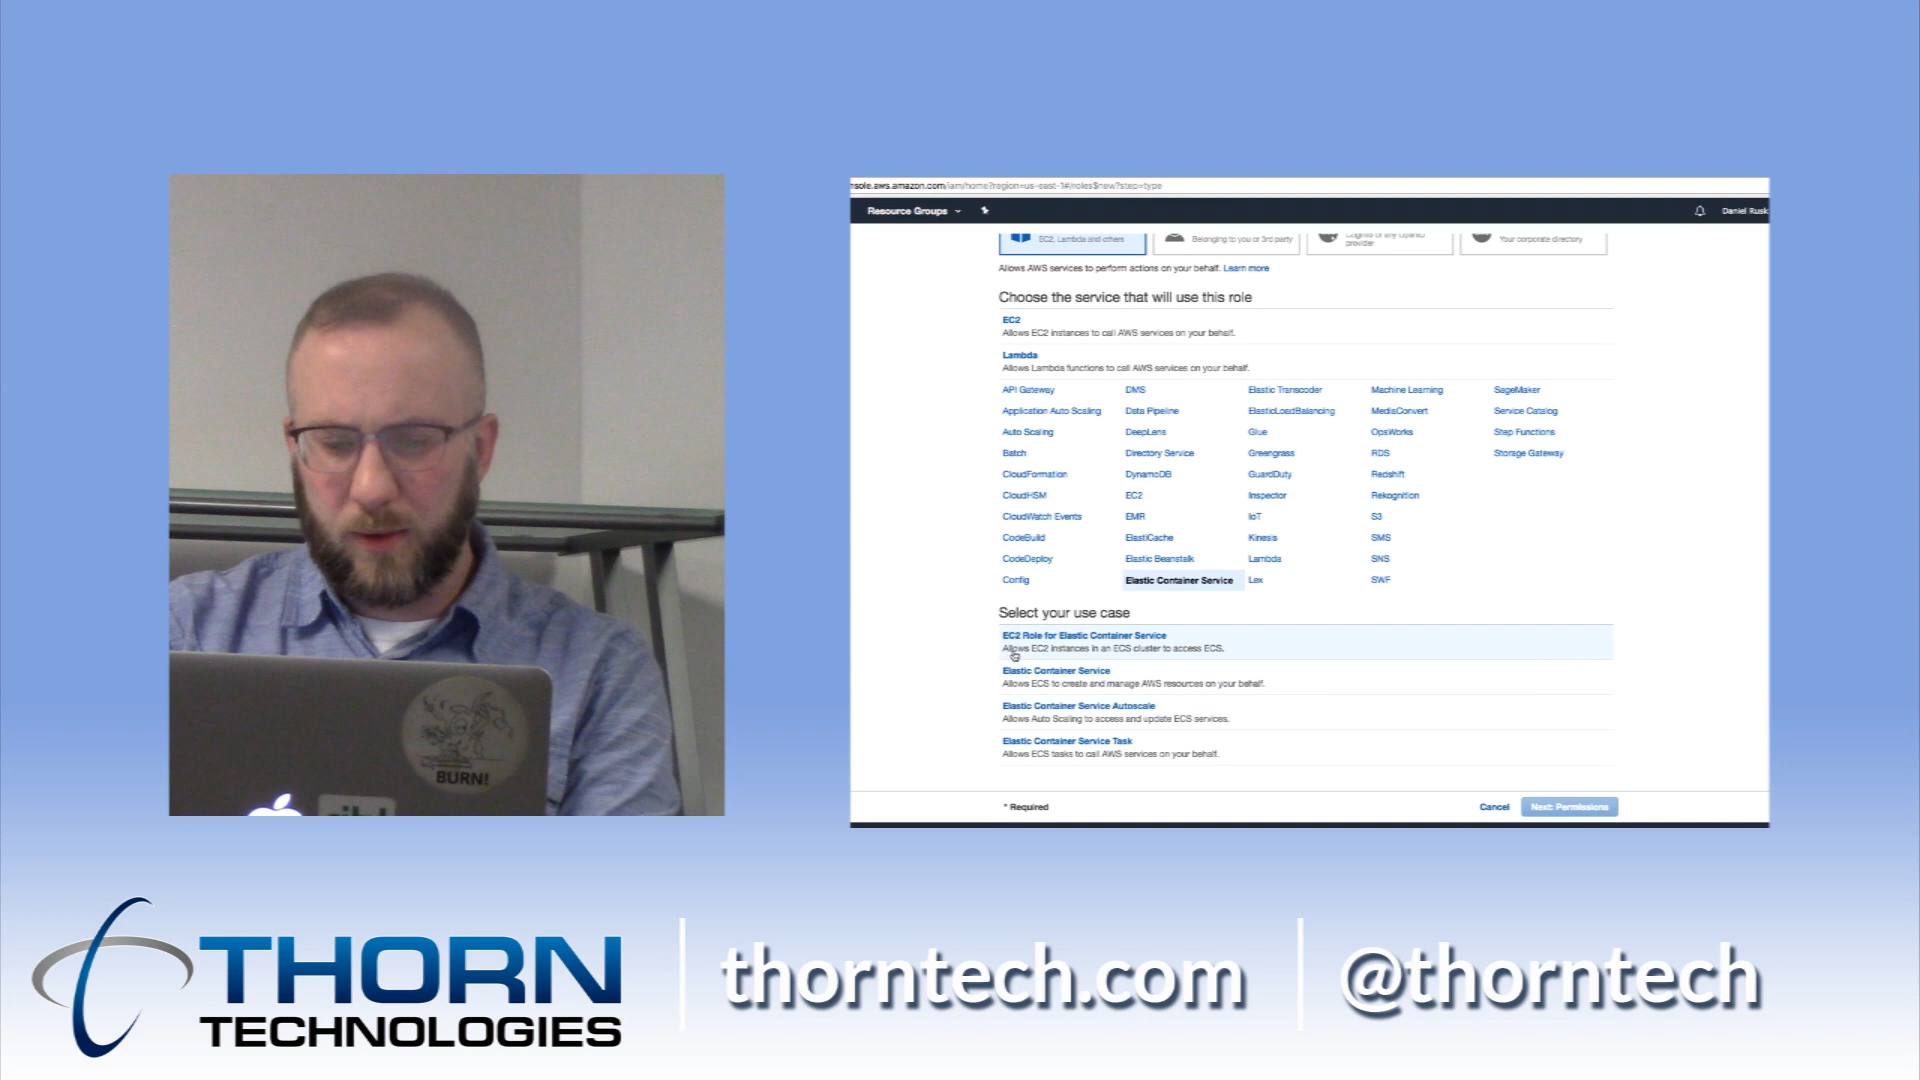 nsole.aws.amazon.com/iam/home?region=us-east-1#/roles$new?step=type
Resource Groups
Daniel Rusk
EC2, Lambda and others
Belonging to you or 3rd party
Cognito or any OpenID
provider
Your corporate directory
Allows AWS services to perform actions on your behalf. Learn more
Choose the service that will use this role
EC2
Allows EC2 instances to call AWS services on your behalf.
Lambda
Allows Lambda functions to call AWS services on your behalf.
API Gateway DMS Elastic Transcoder Machine Learning SageMaker
Application Auto Scaling Data Pipeline ElasticLoadBalancing MediaConvert Service Catalog
Auto Scaling DeepLens Glue OpsWorks Step Functions
Batch Directory Service Greengrass RDS Storage Gateway
CloudFormation DynamoDB GuardDuty Redshift
CloudHSM EC2 Inspector Rekognition
CloudWatch Events EMR IoT S3
CodeBuild ElastiCache Kinesis SMS
CodeDeploy Elastic Beanstalk Lambda SNS
Config Elastic Container Service Lex SWF
Select your use case
EC2 Role for Elastic Container Service
Allows EC2 instances in an ECS cluster to access ECS.
Elastic Container Service
Allows ECS to create and manage AWS resources on your behalf.
Elastic Container Service Autoscale
Allows Auto Scaling to access and update ECS services.
Elastic Container Service Task
Allows ECS tasks to call AWS services on your behalf.
* Required
Cancel
Next: Permissions
BURN!
THORN
TECHNOLOGIES
thorntech.com
@thorntech